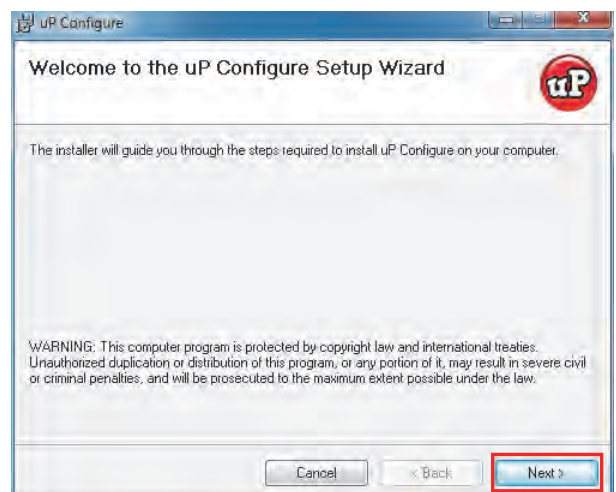 uP Configure
Welcome to the uP Configure Setup Wizard
uP
The installer will guide you through the steps required to install uP Configure on your computer.
WARNING: This computer program is protected by copyright law and international treaties.
Unauthorized duplication or distribution of this program, or any portion of it, may result in severe civil
or criminal penalties, and will be prosecuted to the maximum extent possible under the law.
Cancel < Back Next >